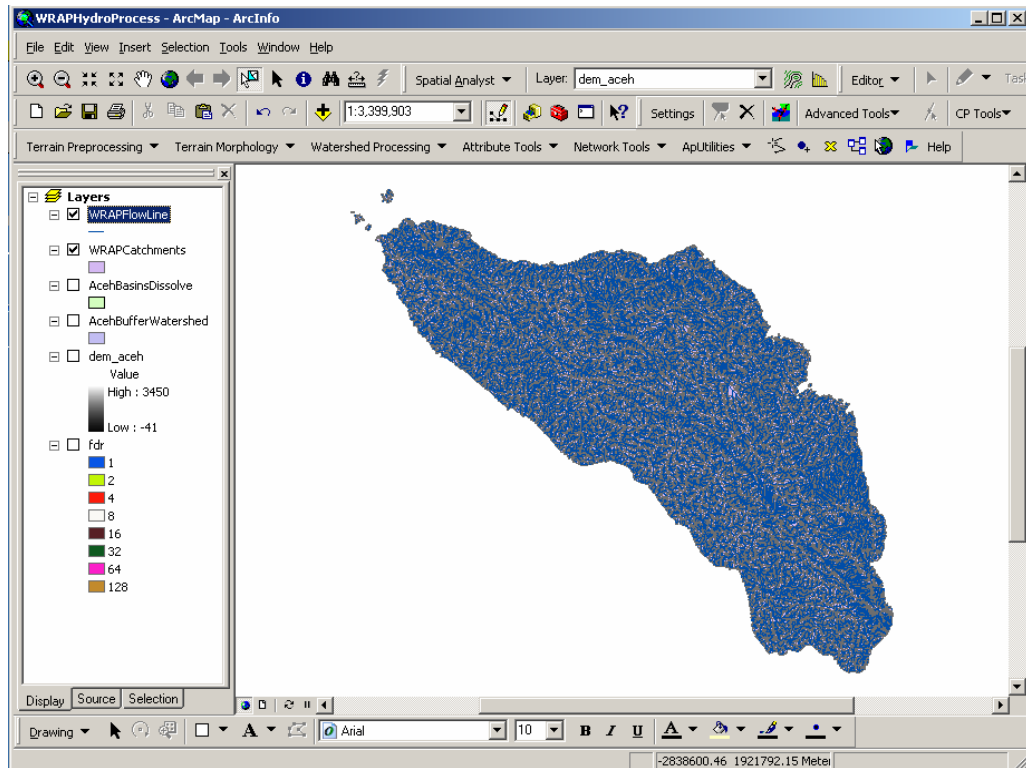 WRAPHydroProcess - ArcMap - ArcInfo
File Edit View Insert Selection Tools Window Help
Spatial Analyst Layer: dem_aceh Editor Tas
1:3,399,903 Settings Advanced Tools CP Tools
Terrain Preprocessing Terrain Morphology Watershed Processing Attribute Tools Network Tools ApUtilities Help
Layers
WRAPFlowLine
WRAPCatchments
AcehBasinsDissolve
AcehBufferWatershed
dem_aceh
Value
High : 3450
Low : -41
fdr
1
2
4
8
16
32
64
128
Display Source Selection
Drawing A Arial 10 B I U A
-2838600.46 1921792.15 Meter